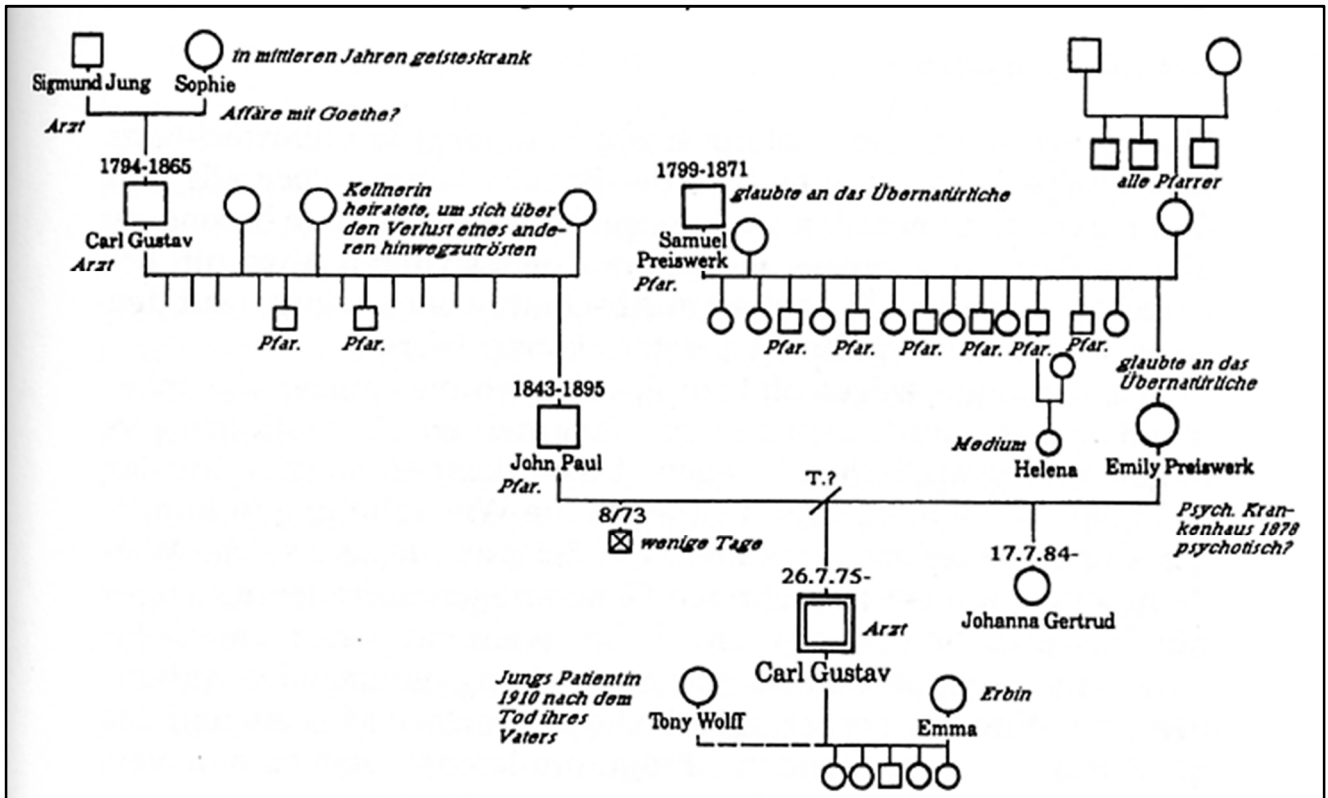 Sigmund Jung
Sophie
in mittleren Jahren geisteskrank
Arzt
Affäre mit Goethe?
1794-1865
Carl Gustav
Arzt
Kellnerin
heiratete, um sich über
den Verlust eines ande-
ren hinwegzutrösten
Pfar.
Pfar.
alle Pfarrer
1799-1871
glaubte an das Übernatürliche
Samuel
Preiswerk
Pfar.
Pfar.
Pfar.
Pfar.
Pfar.
Pfar.
Pfar.
glaubte an das
Übernatürliche
Medium
Helena
Emily Preiswerk
1843-1895
John Paul
Pfar.
T.?
Psych. Kran-
kenhaus 1878
psychotisch?
8/73
wenige Tage
17.7.84-
Johanna Gertrud
26.7.75-
Arzt
Carl Gustav
Jungs Patientin
1910 nach dem
Tod ihres
Vaters
Tony Wolff
Erbin
Emma